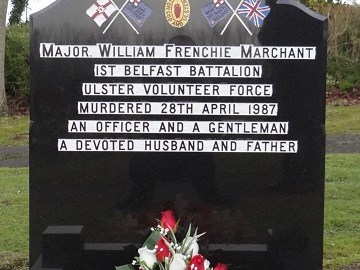 Major William Frenchie Marchant
1st Belfast Battalion
Ulster Volunteer Force
Murdered 28th April 1987
An Officer and a Gentleman
A Devoted Husband and Father